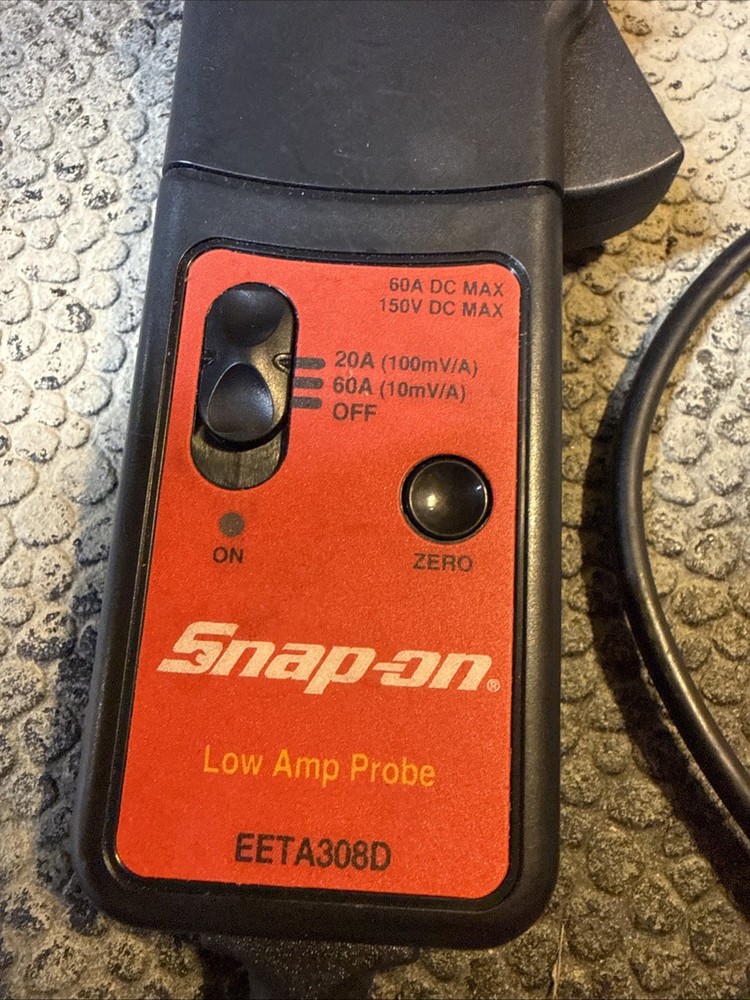 60A DC MAX
150V DC MAX
20A (100mV/A)
60A (10mV/A)
OFF
ON
ZERO
Snap-on®
Low Amp Probe
EETA308D